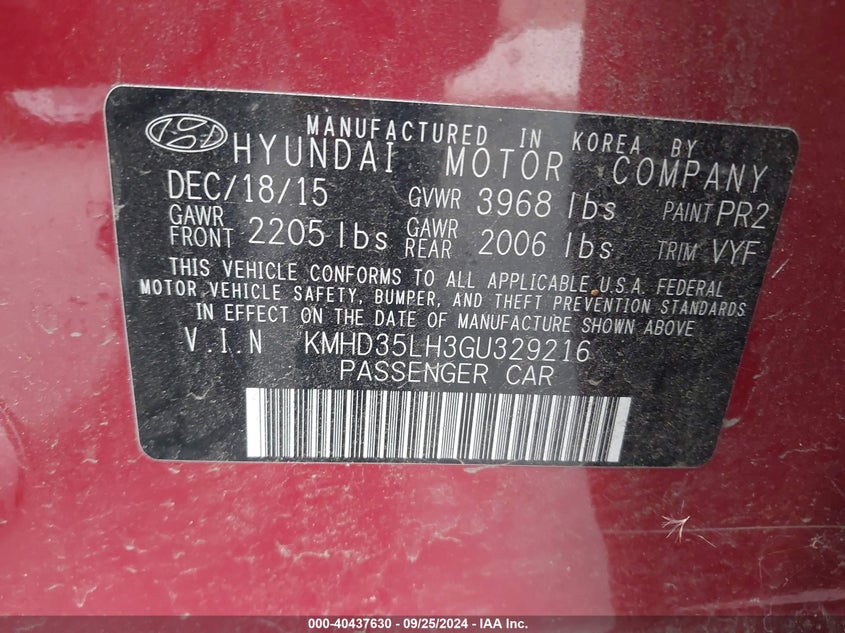 MANUFACTURED IN KOREA BY
HYUNDAI MOTOR COMPANY
DEC/18/15 GVWR 3968 lbs PAINT PR2
GAWR FRONT 2205 lbs GAWR REAR 2006 lbs TRIM VYF
THIS VEHICLE CONFORMS TO ALL APPLICABLE U.S.A. FEDERAL
MOTOR VEHICLE SAFETY, BUMPER, AND THEFT PREVENTION STANDARDS
IN EFFECT ON THE DATE OF MANUFACTURE SHOWN ABOVE
V.I.N KMHD35LH3GU329216
PASSENGER CAR
000-40437630 - 09/25/2024 - IAA Inc.